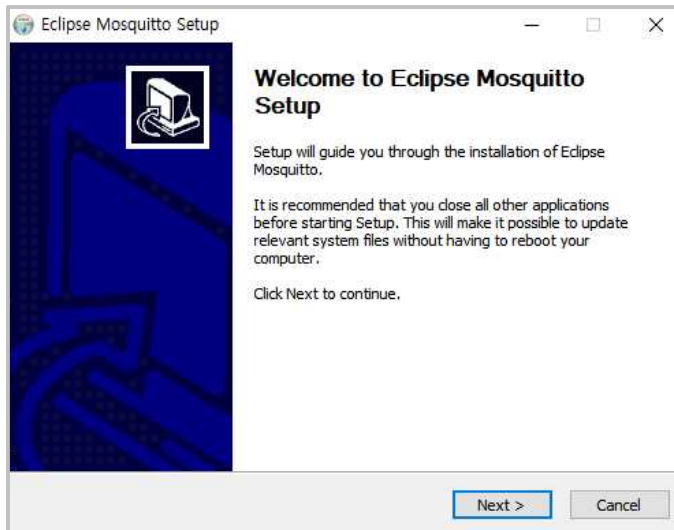 Eclipse Mosquitto Setup
Welcome to Eclipse Mosquitto
Setup
Setup will guide you through the installation of Eclipse
Mosquitto.
It is recommended that you close all other applications
before starting Setup. This will make it possible to update
relevant system files without having to reboot your
computer.
Click Next to continue.
Next >
Cancel